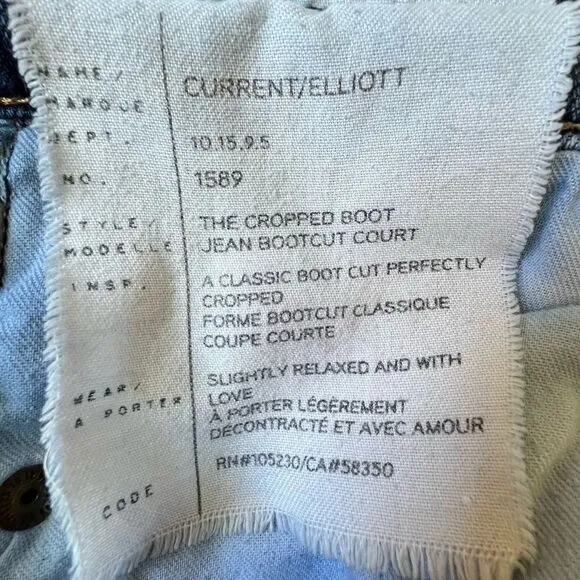 NAME/ CURRENT/ELLIOTT
MARQUE
DEPT. 10.15.9.5
NO. 1589
STYLE/ THE CROPPED BOOT
MODELLE JEAN BOOTCUT COURT
INSP. A CLASSIC BOOT CUT PERFECTLY
CROPPED
FORME BOOTCUT CLASSIQUE
COUPE COURTE
SLIGHTLY RELAXED AND WITH
WEAR/ LOVE
A PORTER À PORTER LÉGÈREMENT
DÉCONTRACTÉ ET AVEC AMOUR
CODE RN#105230/CA#58350